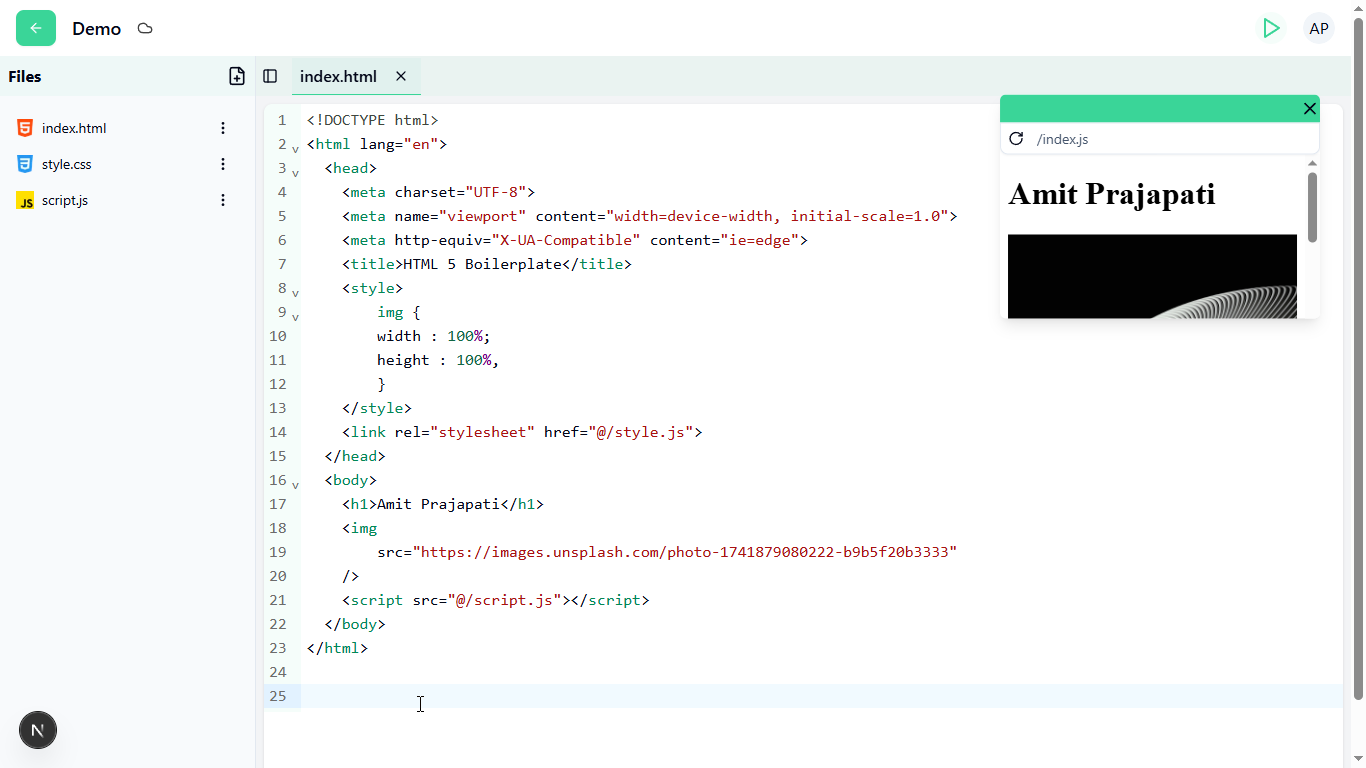 Demo
AP
Files
index.html
index.html
style.css
JS script.js
1 <!DOCTYPE html>
2 <html lang="en">
3 <head>
4 <meta charset="UTF-8">
5 <meta name="viewport" content="width=device-width, initial-scale=1.0">
6 <meta http-equiv="X-UA-Compatible" content="ie=edge">
7 <title>HTML 5 Boilerplate</title>
8 <style>
9 img {
10 width : 100%;
11 height : 100%,
12 }
13 </style>
14 <link rel="stylesheet" href="@/style.js">
15 </head>
16 <body>
17 <h1>Amit Prajapati</h1>
18 <img
19 src="https://images.unsplash.com/photo-1741879080222-b9b5f20b3333"
20 />
21 <script src="@/script.js"></script>
22 </body>
23 </html>
24
25
/index.js
Amit Prajapati
N